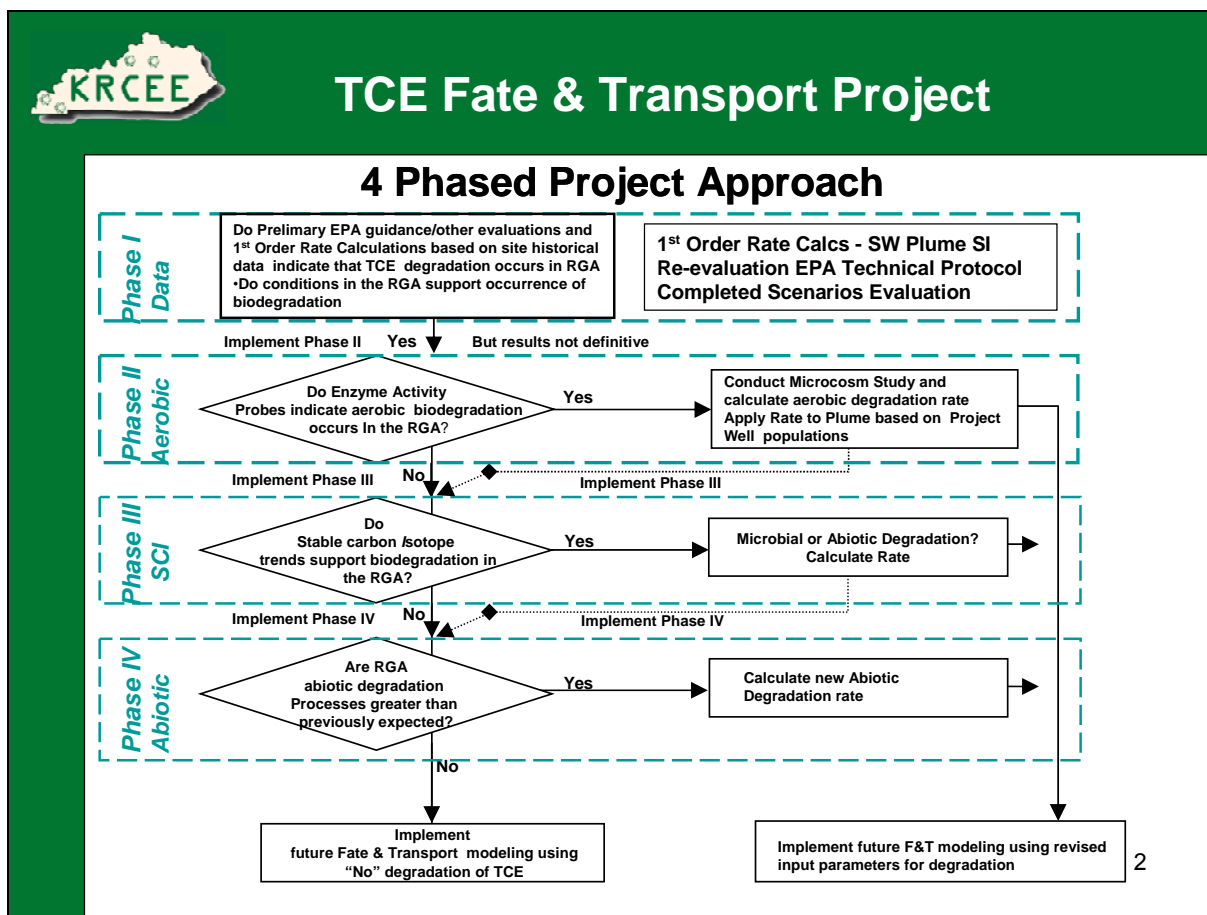 KRCEE
TCE Fate & Transport Project
4 Phased Project Approach
Phase I
Data
Do Prelimary EPA guidance/other evaluations and
1st Order Rate Calculations based on site historical
data indicate that TCE degradation occurs in RGA
•Do conditions in the RGA support occurrence of
biodegradation
1st Order Rate Calcs - SW Plume SI
Re-evaluation EPA Technical Protocol
Completed Scenarios Evaluation
Implement Phase II
Yes
But results not definitive
Phase II
Aerobic
Do Enzyme Activity
Probes indicate aerobic biodegradation
occurs In the RGA?
Yes
Conduct Microcosm Study and
calculate aerobic degradation rate
Apply Rate to Plume based on Project
Well populations
Implement Phase III
No
Implement Phase III
Phase III
SCI
Do
Stable carbon Isotope
trends support biodegradation in
the RGA?
Yes
Microbial or Abiotic Degradation?
Calculate Rate
Implement Phase IV
No
Implement Phase IV
Phase IV
Abiotic
Are RGA
abiotic degradation
Processes greater than
previously expected?
Yes
Calculate new Abiotic
Degradation rate
No
Implement
future Fate & Transport modeling using
“No” degradation of TCE
Implement future F&T modeling using revised
input parameters for degradation
2